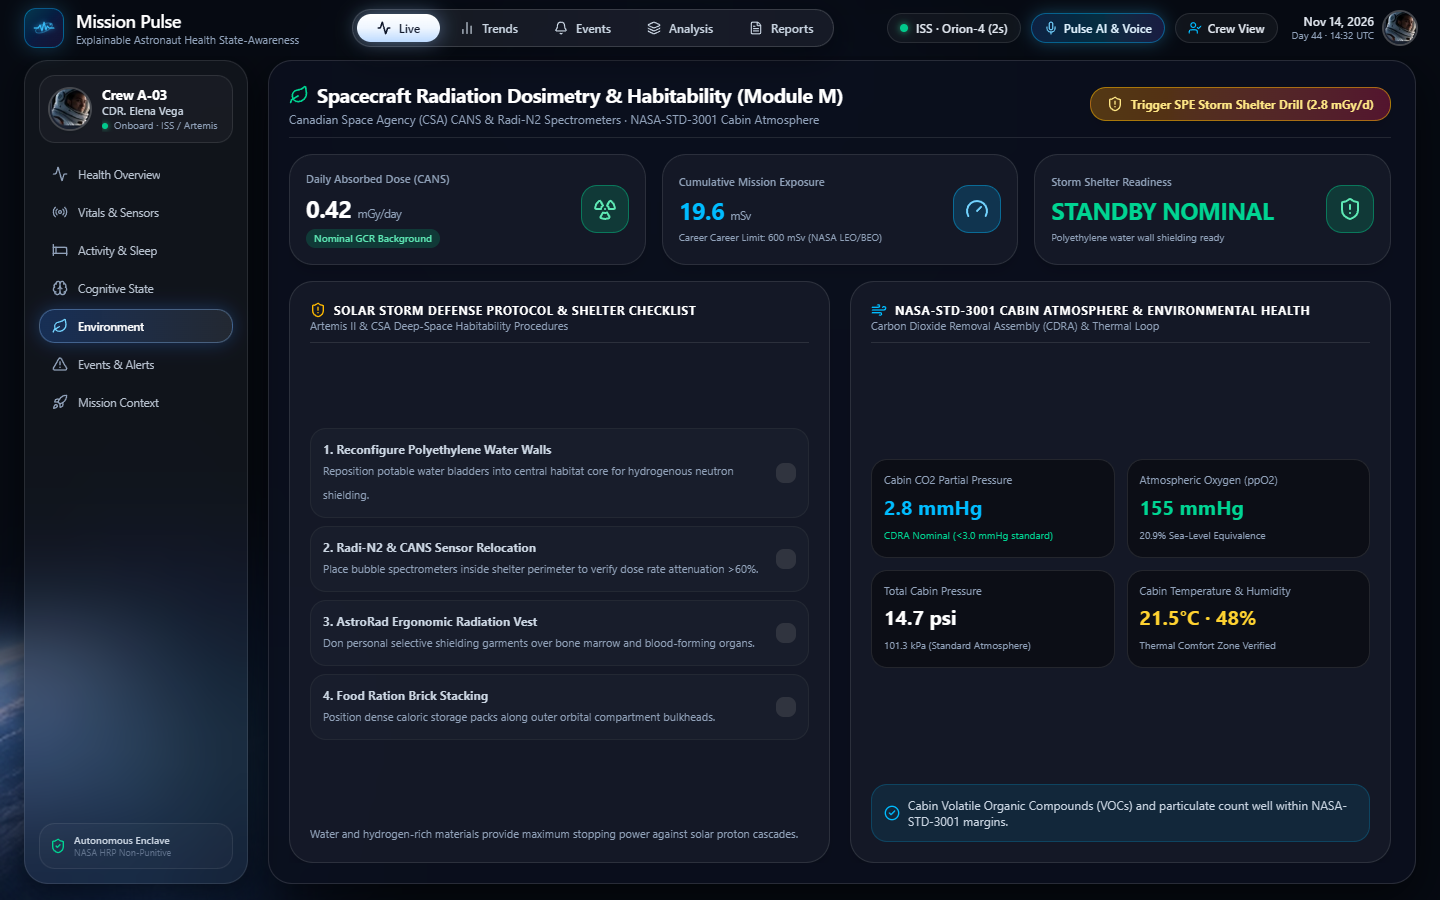 Mission Pulse
Explainable Astronaut Health State-Awareness
Live
Trends
Events
Analysis
Reports
ISS · Orion-4 (2s)
Pulse AI & Voice
Crew View
Nov 14, 2026
Day 44 · 14:32 UTC
Crew A-03
CDR. Elena Vega
Onboard · ISS / Artemis
Health Overview
Vitals & Sensors
Activity & Sleep
Cognitive State
Environment
Events & Alerts
Mission Context
Autonomous Enclave
NASA HRP Non-Punitive
Spacecraft Radiation Dosimetry & Habitability (Module M)
Canadian Space Agency (CSA) CANS & Radi-N2 Spectrometers · NASA-STD-3001 Cabin Atmosphere
Trigger SPE Storm Shelter Drill (2.8 mGy/d)
Daily Absorbed Dose (CANS)
0.42 mGy/day
Nominal GCR Background
Cumulative Mission Exposure
19.6 mSv
Career Career Limit: 600 mSv (NASA LEO/BEO)
Storm Shelter Readiness
STANDBY NOMINAL
Polyethylene water wall shielding ready
SOLAR STORM DEFENSE PROTOCOL & SHELTER CHECKLIST
Artemis II & CSA Deep-Space Habitability Procedures
1. Reconfigure Polyethylene Water Walls
Reposition potable water bladders into central habitat core for hydrogenous neutron
shielding.
2. Radi-N2 & CANS Sensor Relocation
Place bubble spectrometers inside shelter perimeter to verify dose rate attenuation >60%.
3. AstroRad Ergonomic Radiation Vest
Don personal selective shielding garments over bone marrow and blood-forming organs.
4. Food Ration Brick Stacking
Position dense caloric storage packs along outer orbital compartment bulkheads.
Water and hydrogen-rich materials provide maximum stopping power against solar proton cascades.
NASA-STD-3001 CABIN ATMOSPHERE & ENVIRONMENTAL HEALTH
Carbon Dioxide Removal Assembly (CDRA) & Thermal Loop
Cabin CO2 Partial Pressure
2.8 mmHg
CDRA Nominal (<3.0 mmHg standard)
Atmospheric Oxygen (ppO2)
155 mmHg
20.9% Sea-Level Equivalence
Total Cabin Pressure
14.7 psi
101.3 kPa (Standard Atmosphere)
Cabin Temperature & Humidity
21.5°C · 48%
Thermal Comfort Zone Verified
Cabin Volatile Organic Compounds (VOCs) and particulate count well within NASA-
STD-3001 margins.